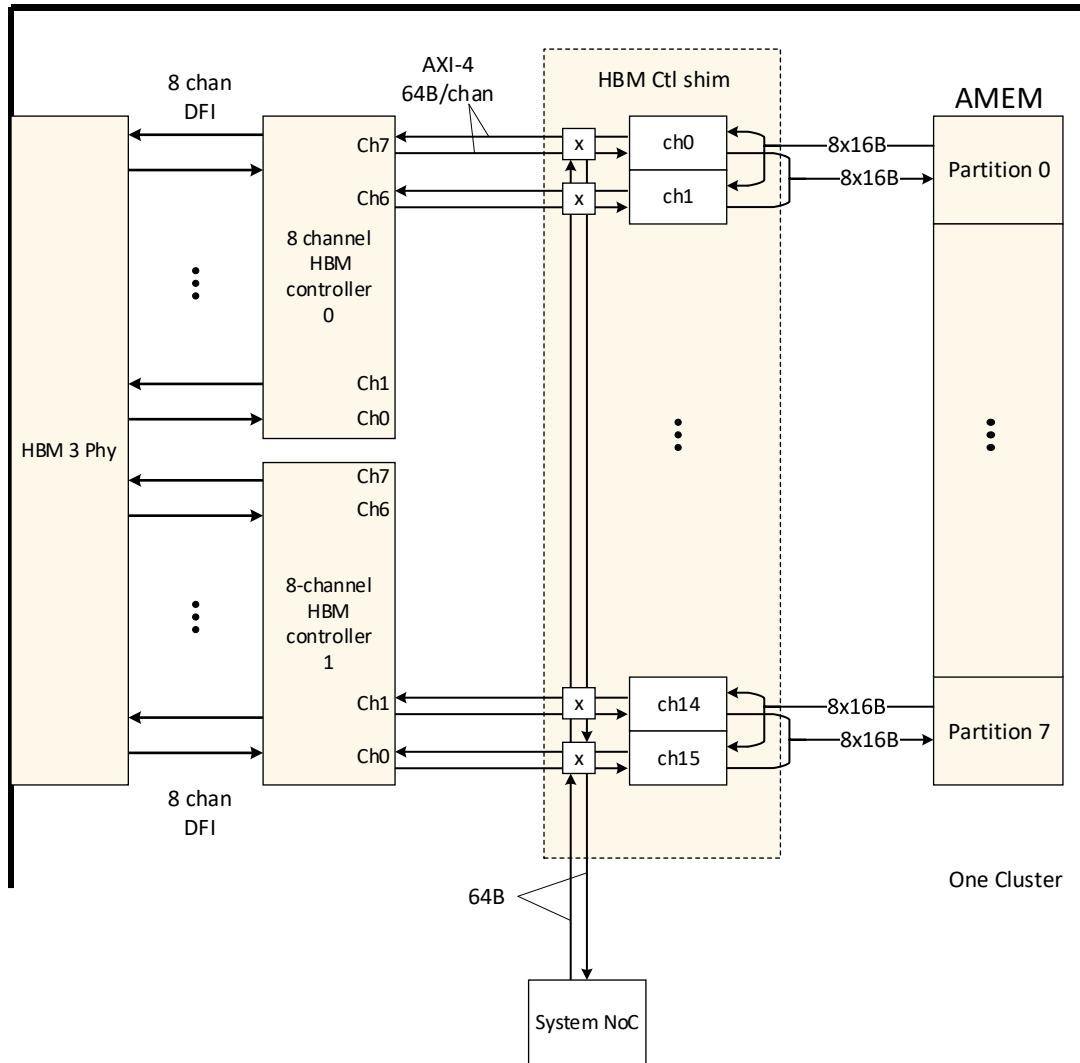 8 chan
DFI
AXI-4
64B/chan
HBM Ctl shim
AMEM
Ch7
x
ch0
8x16B
Partition 0
8x16B
Ch6
x
ch1
8 channel
HBM
controller
0
Ch1
Ch0
HBM 3 Phy
Ch7
Ch6
8-channel
HBM
controller
1
Ch1
x
ch14
8x16B
Partition 7
8x16B
Ch0
x
ch15
8 chan
DFI
64B
One Cluster
System NoC